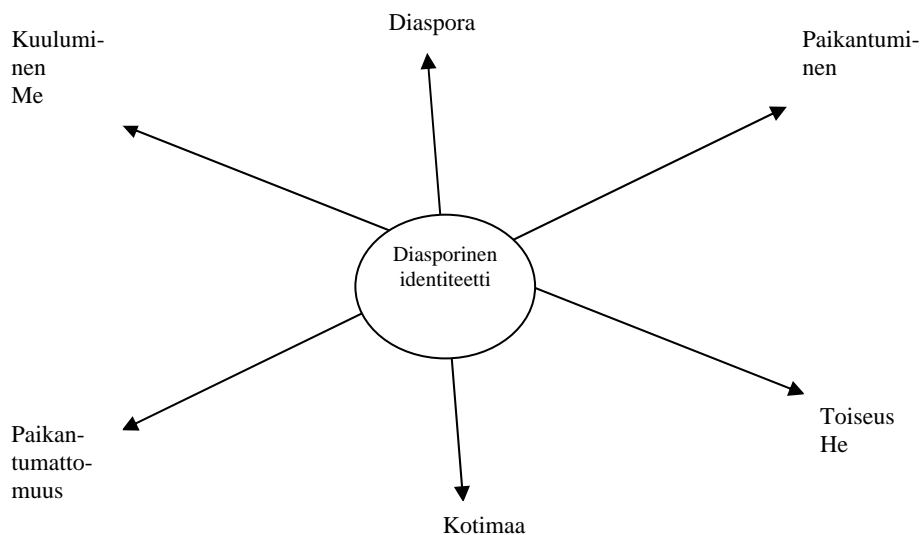 Diaspora
Kuulumi-
nen
Me
Paikantumi-
nen
Diasporinen
identiteetti
Paikan-
tumatto-
muus
Toiseus
He
Kotimaa